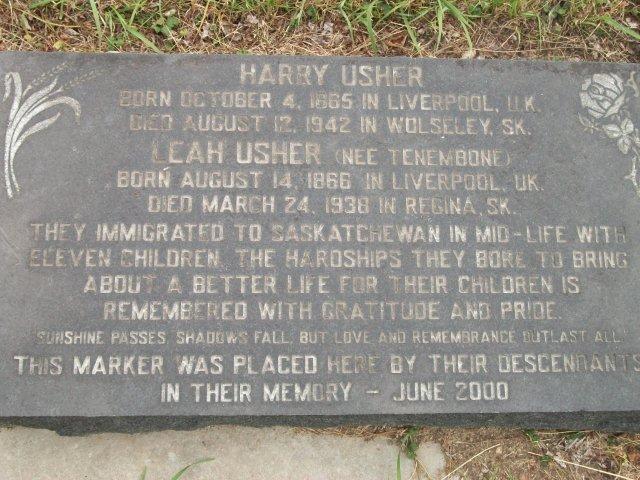 HARRY USHER
BORN OCTOBER 4, 1865 IN LIVERPOOL, U.K.
DIED AUGUST 12, 1942 IN WOLSELEY, SK.
LEAH USHER (NEE TENEMBONE)
BORN AUGUST 14, 1866 IN LIVERPOOL, UK.
DIED MARCH 24, 1938 IN REGINA, SK.
THEY IMMIGRATED TO SASKATCHEWAN IN MID-LIFE WITH
ELEVEN CHILDREN. THE HARDSHIPS THEY BORE TO BRING
ABOUT A BETTER LIFE FOR THEIR CHILDREN IS
REMEMBERED WITH GRATITUDE AND PRIDE.
SUNSHINE PASSES, SHADOWS FALL, BUT LOVE AND REMEMBRANCE OUTLAST ALL.
THIS MARKER WAS PLACED HERE BY THEIR DESCENDANTS
IN THEIR MEMORY - JUNE 2000